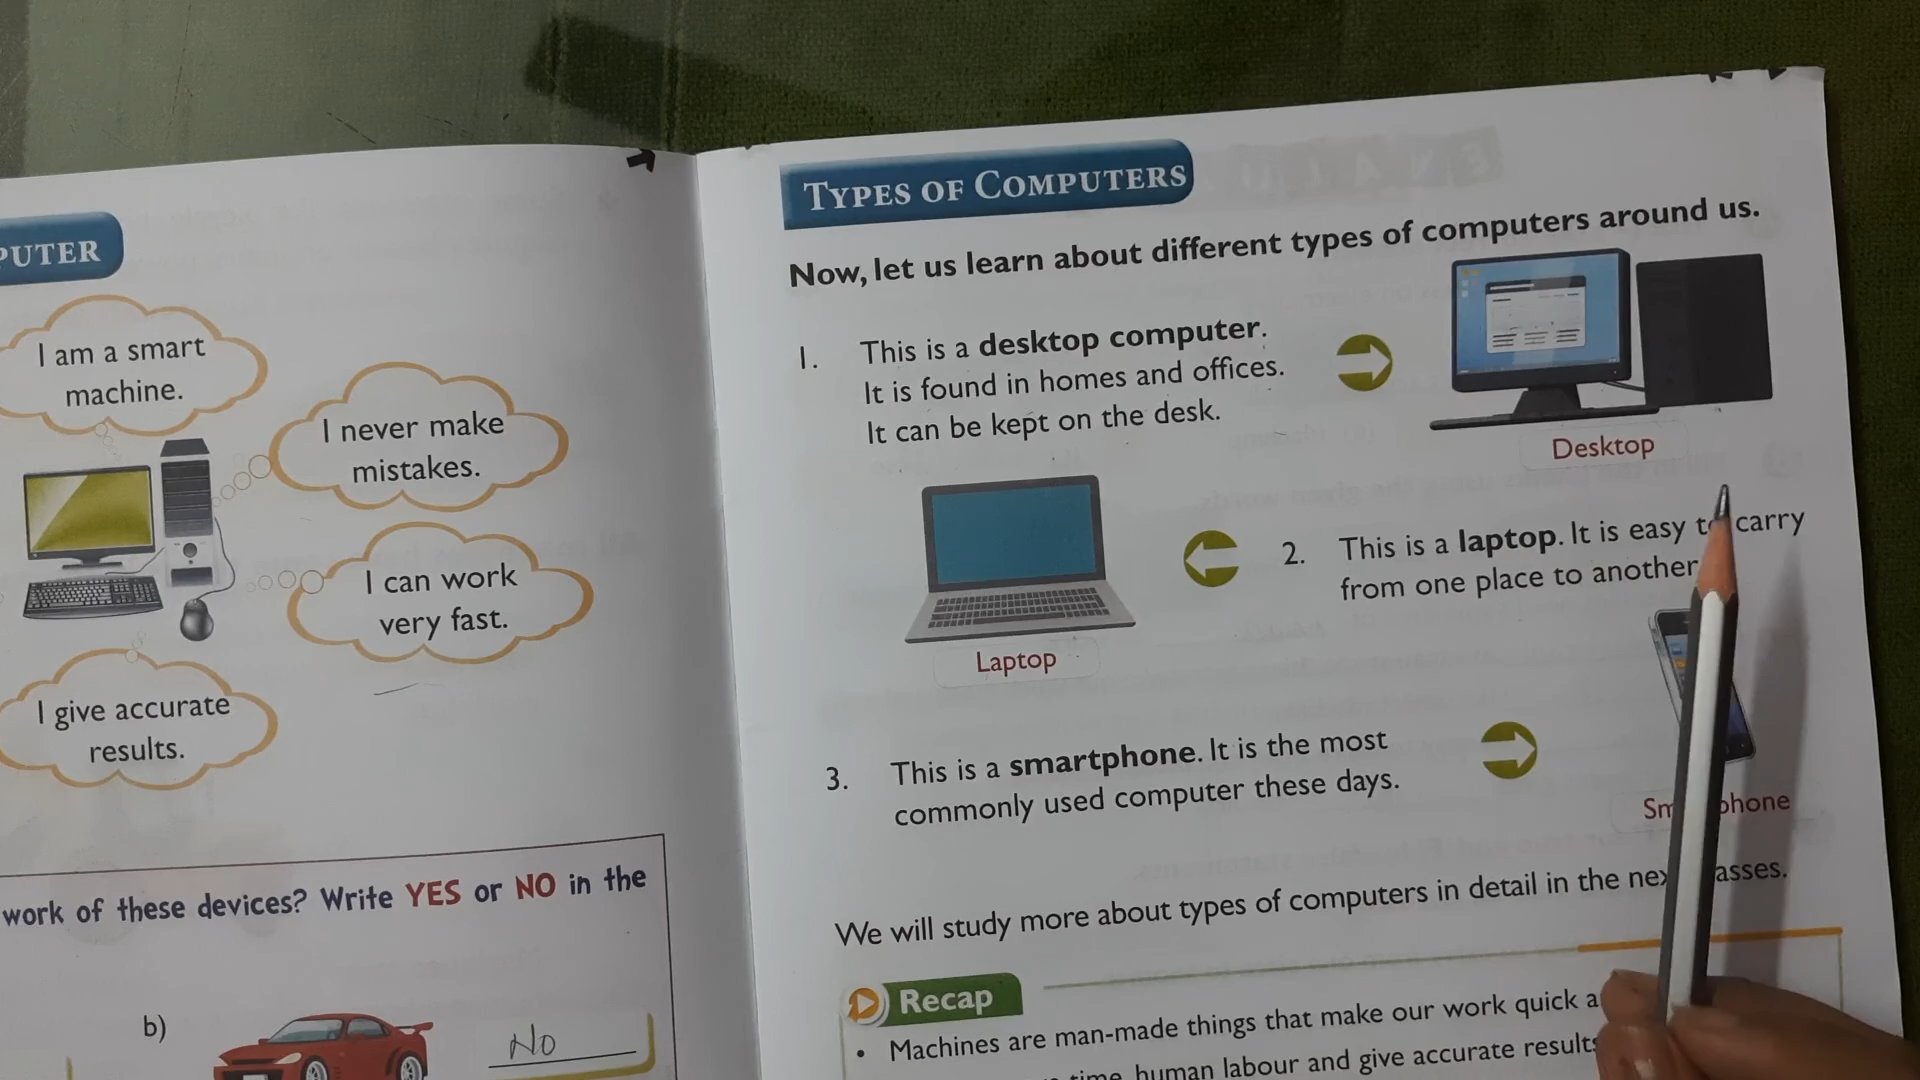 PUTER
I am a smart
machine.
I never make
mistakes.
I can work
very fast.
I give accurate
results.
work of these devices? Write YES or NO in the
b)
No
TYPES OF COMPUTERS
Now, let us learn about different types of computers around us.
1. This is a desktop computer.
It is found in homes and offices.
It can be kept on the desk.
Desktop
Laptop
2. This is a laptop. It is easy to carry
from one place to another
3. This is a smartphone. It is the most
commonly used computer these days.
Sm phone
We will study more about types of computers in detail in the nex asses.
Recap
• Machines are man-made things that make our work quick a
time, human labour and give accurate results